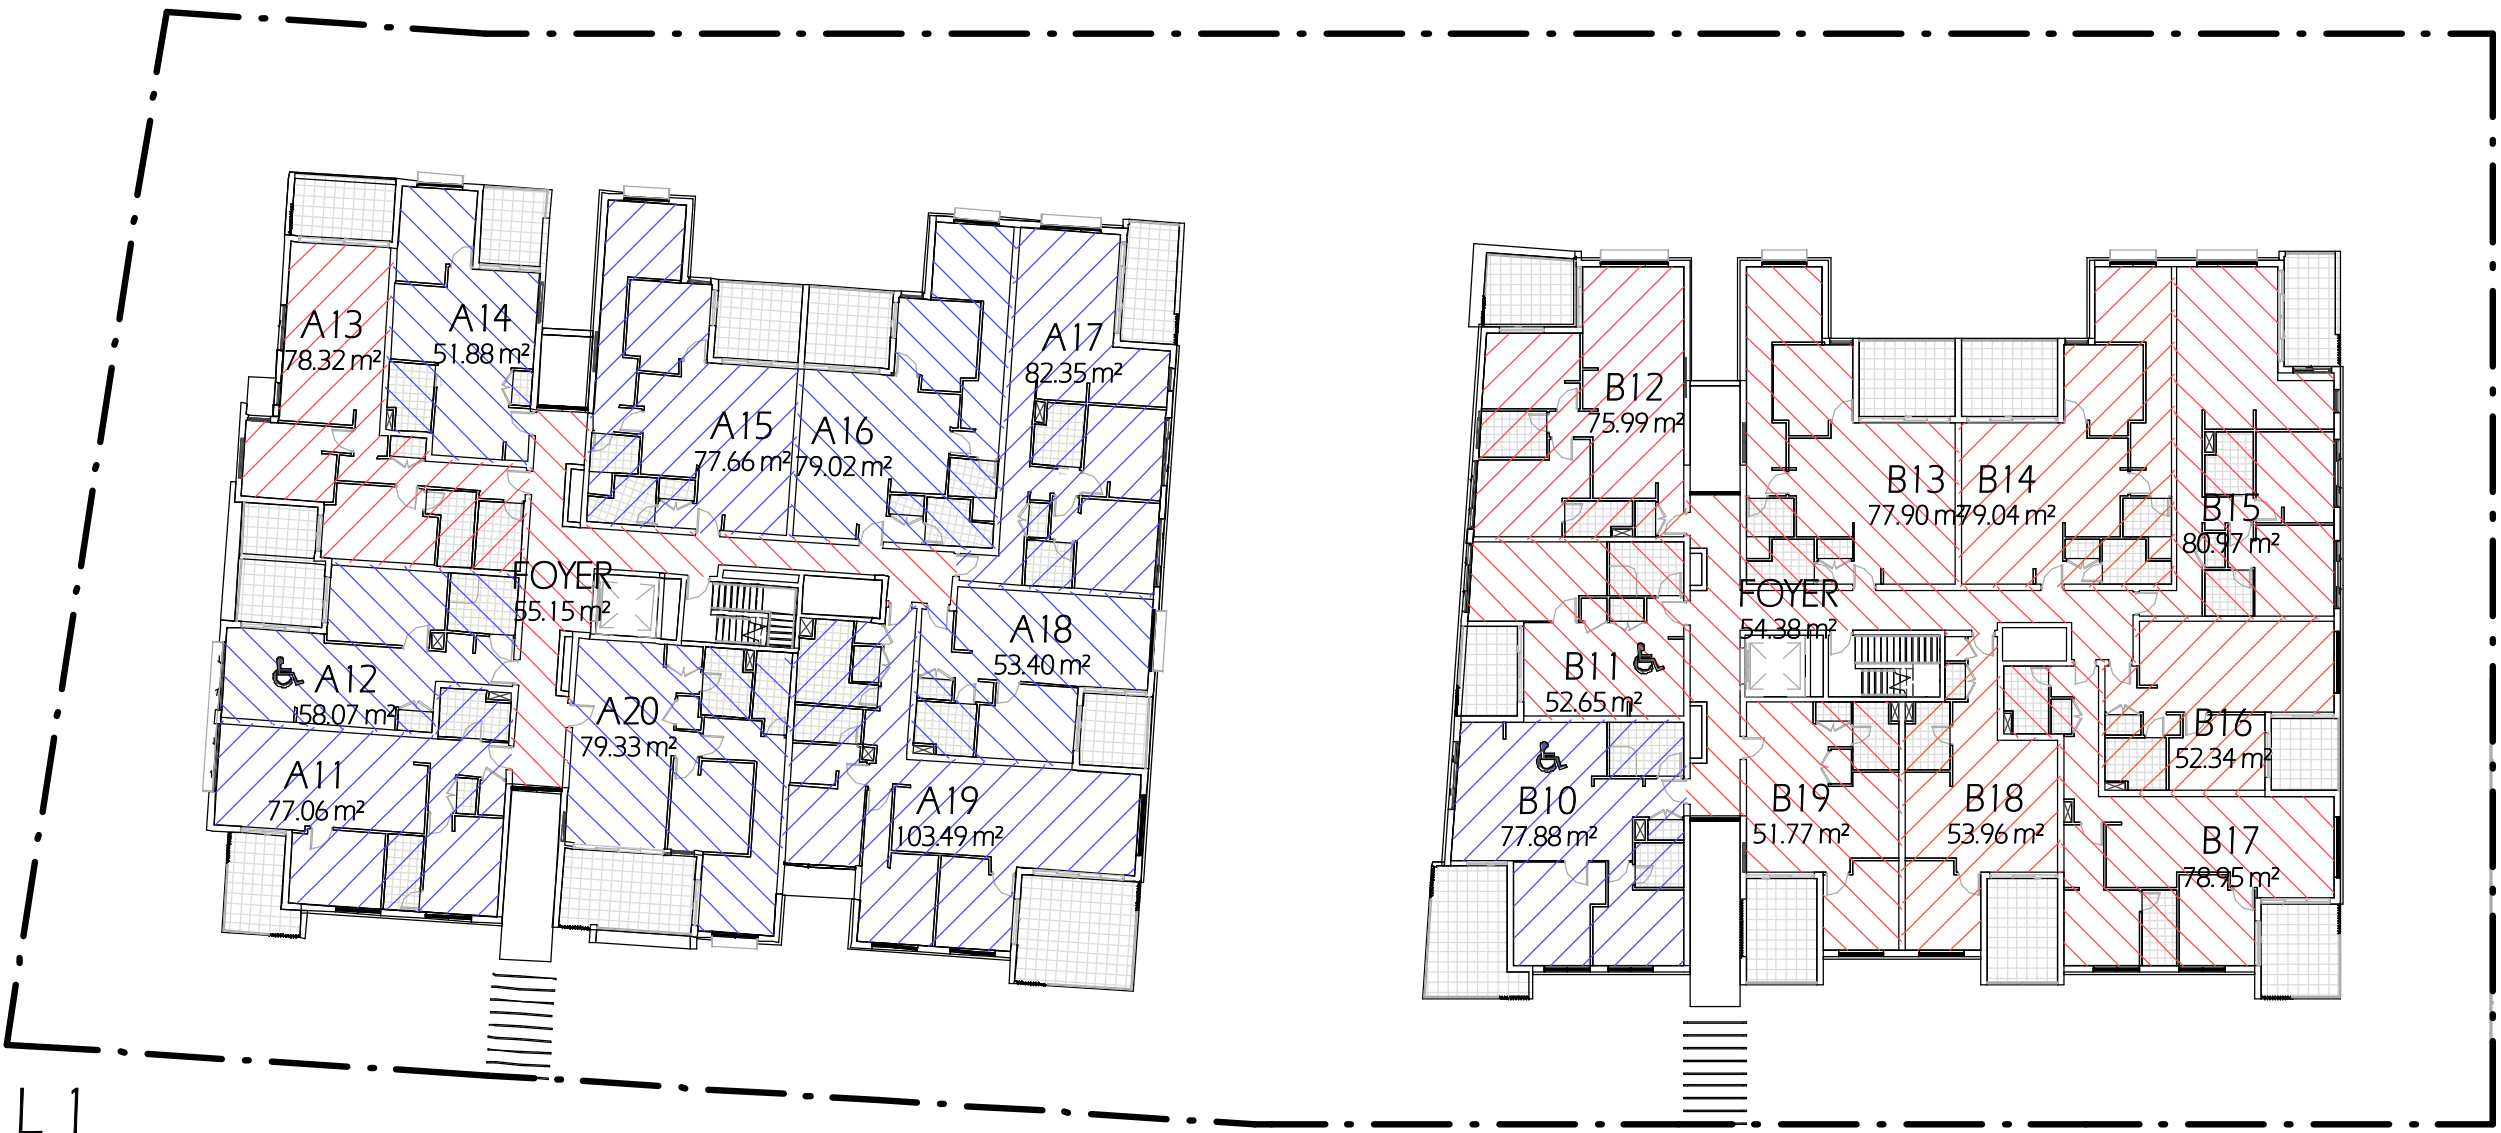 A13
78.32 m²
A14
51.88 m²
A15
77.66 m²
A16
79.02 m²
A17
82.35 m²
FOYER
55.15 m²
A12
58.07 m²
A11
77.06 m²
A20
79.33 m²
A18
53.40 m²
A19
103.49 m²
B12
75.99 m²
B13
77.90 m²
B14
79.04 m²
B15
80.97 m²
FOYER
54.38 m²
B11
52.65 m²
B10
77.88 m²
B19
51.77 m²
B18
53.96 m²
B16
52.34 m²
B17
78.95 m²